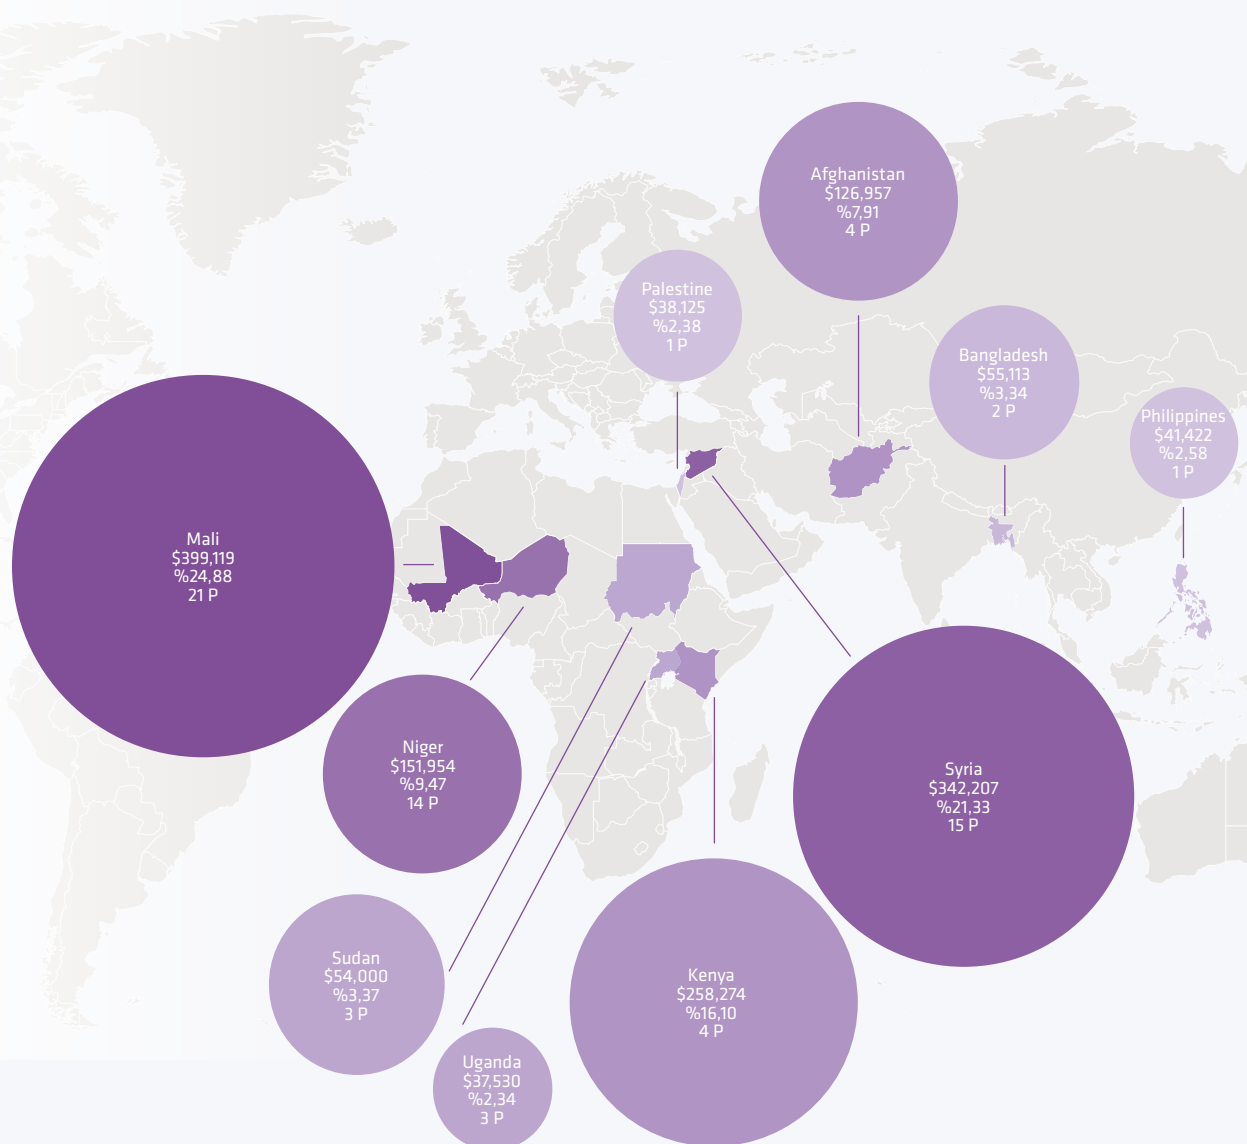 Afghanistan
$126,957
%7,91
4 P
Palestine
$38,125
%2,38
1 P
Bangladesh
$55,113
%3,34
2 P
Philippines
$41,422
%2,58
1 P
Mali
$399,119
%24,88
21 P
Niger
$151,954
%9,47
14 P
Syria
$342,207
%21,33
15 P
Sudan
$54,000
%3,37
3 P
Kenya
$258,274
%16,10
4 P
Uganda
$37,530
%2,34
3 P